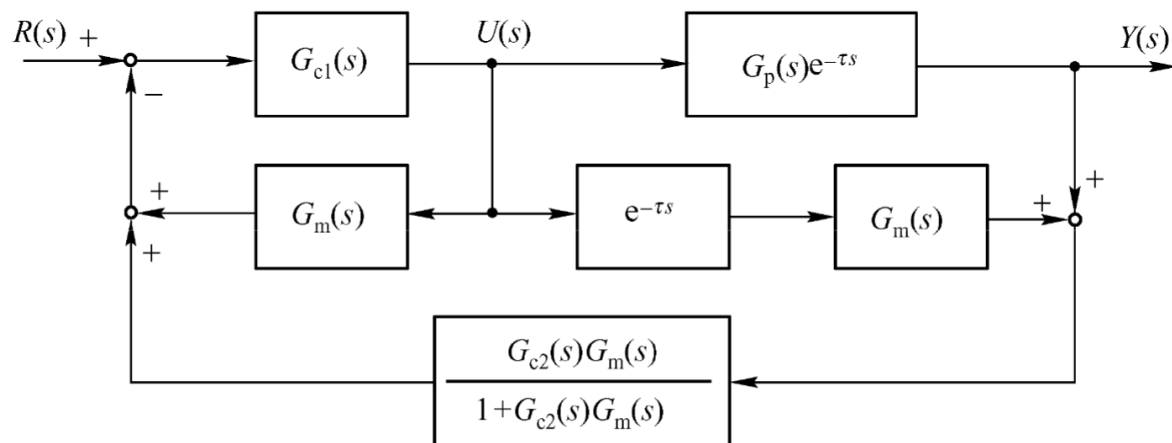 R(s) + G_c1(s) U(s) G_p(s)e^{−τs} Y(s)
−
+ G_m(s) e^{−τs} G_m(s) + +
+
G_c2(s)G_m(s)
1+G_c2(s)G_m(s)